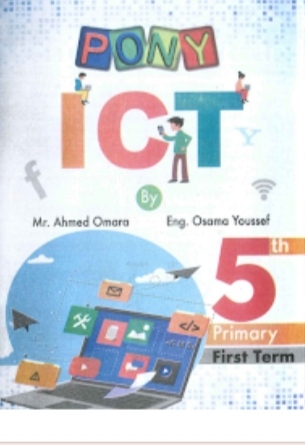 PONY
ICT
By
Mr. Ahmed Omara Eng. Osama Youssef
5th
Primary
First Term